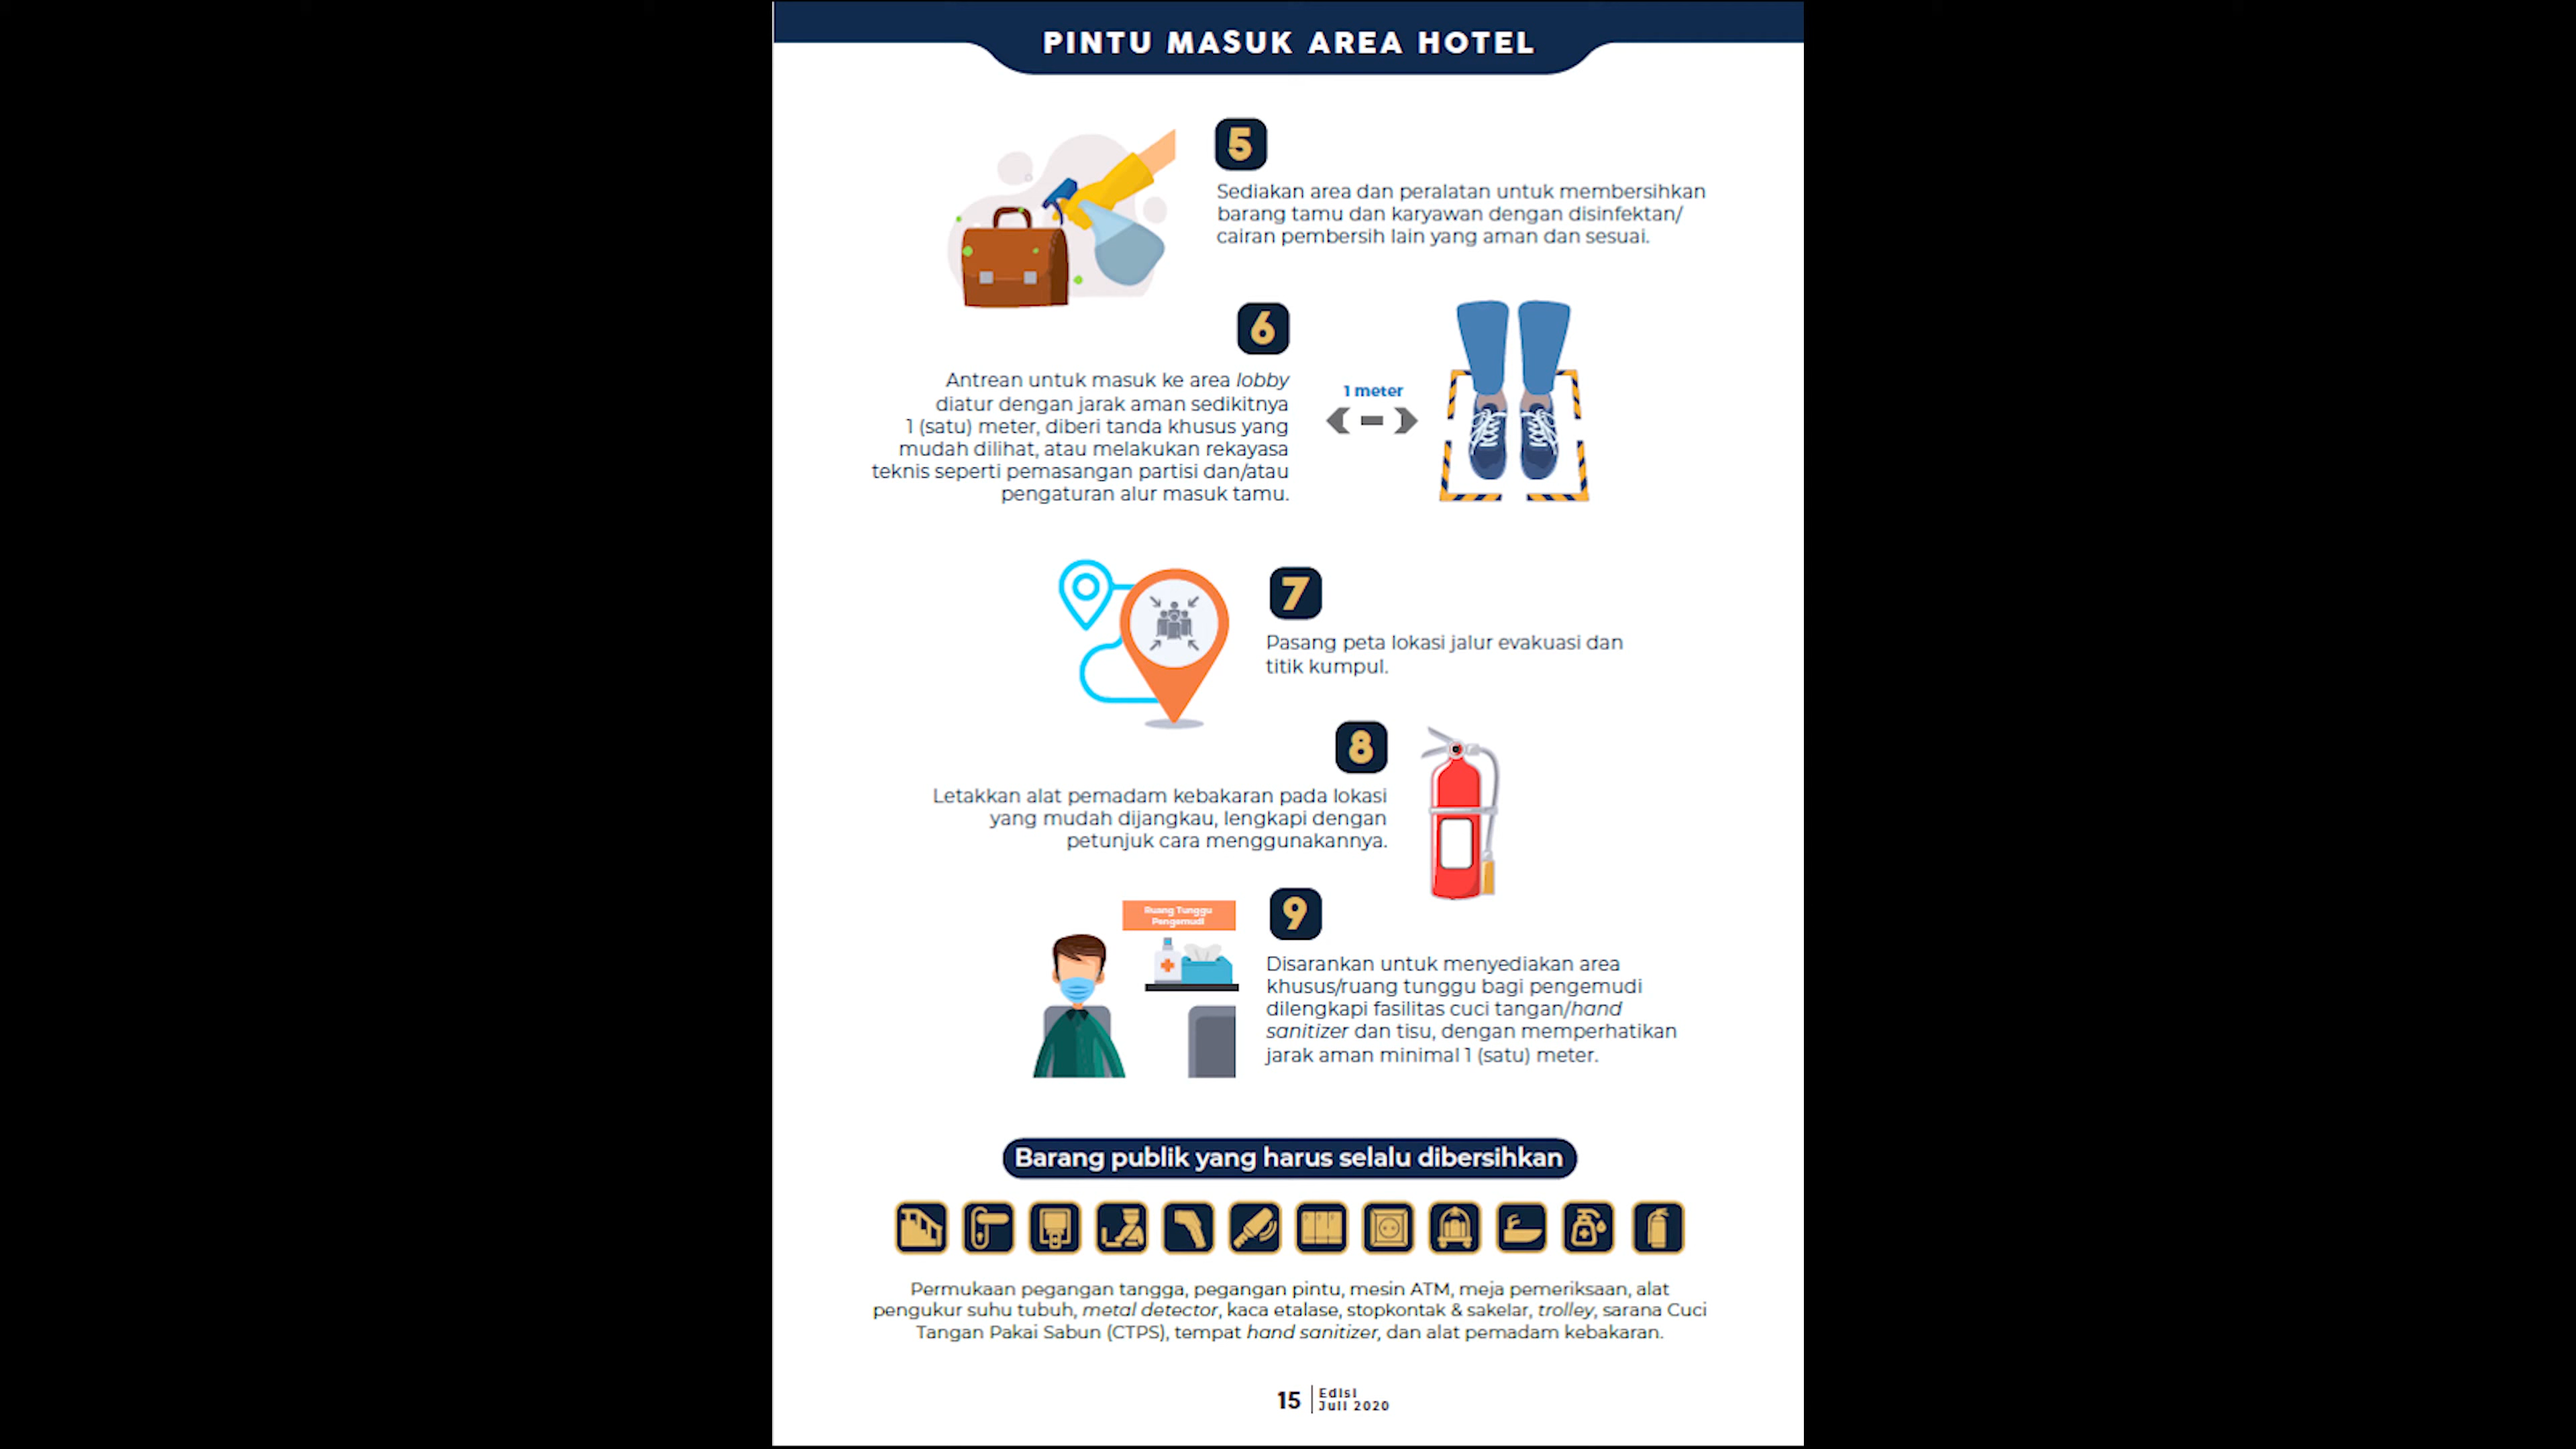 PINTU MASUK AREA HOTEL
5
Sediakan area dan peralatan untuk membersihkan
barang tamu dan karyawan dengan disinfektan/
cairan pembersih lain yang aman dan sesuai.
6
Antrean untuk masuk ke area lobby
diatur dengan jarak aman sedikitnya
1 (satu) meter, diberi tanda khusus yang
mudah dilihat, atau melakukan rekayasa
teknis seperti pemasangan partisi dan/atau
pengaturan alur masuk tamu.
1 meter
7
Pasang peta lokasi jalur evakuasi dan
titik kumpul.
8
Letakkan alat pemadam kebakaran pada lokasi
yang mudah dijangkau, lengkapi dengan
petunjuk cara menggunakannya.
Ruang Tunggu
Pengemudi
9
Disarankan untuk menyediakan area
khusus/ruang tunggu bagi pengemudi
dilengkapi fasilitas cuci tangan/hand
sanitizer dan tisu, dengan memperhatikan
jarak aman minimal 1 (satu) meter.
Barang publik yang harus selalu dibersihkan
Permukaan pegangan tangga, pegangan pintu, mesin ATM, meja pemeriksaan, alat
pengukur suhu tubuh, metal detector, kaca etalase, stopkontak & sakelar, trolley, sarana Cuci
Tangan Pakai Sabun (CTPS), tempat hand sanitizer, dan alat pemadam kebakaran.
15
Edisi
Juli 2020